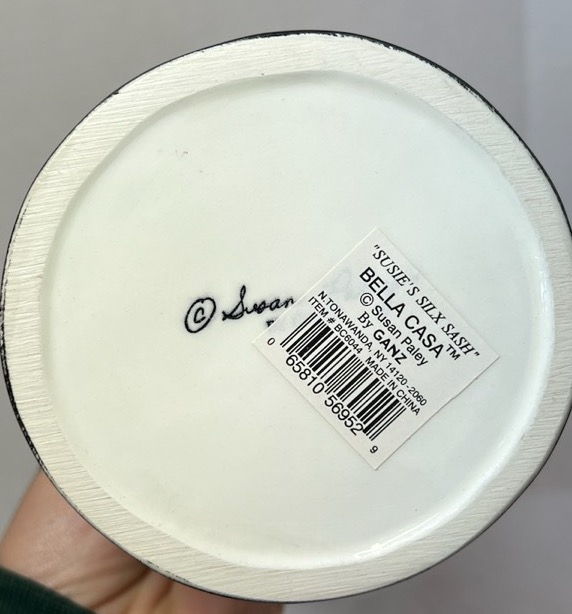 © Susan
"SUSIE'S SILX SASH"
BELLA CASA™
© Susan Paley
By GANZ
N.TONAWANDA, NY 14120-2060
ITEM # BC6044 MADE IN CHINA
0 65810 56952 9